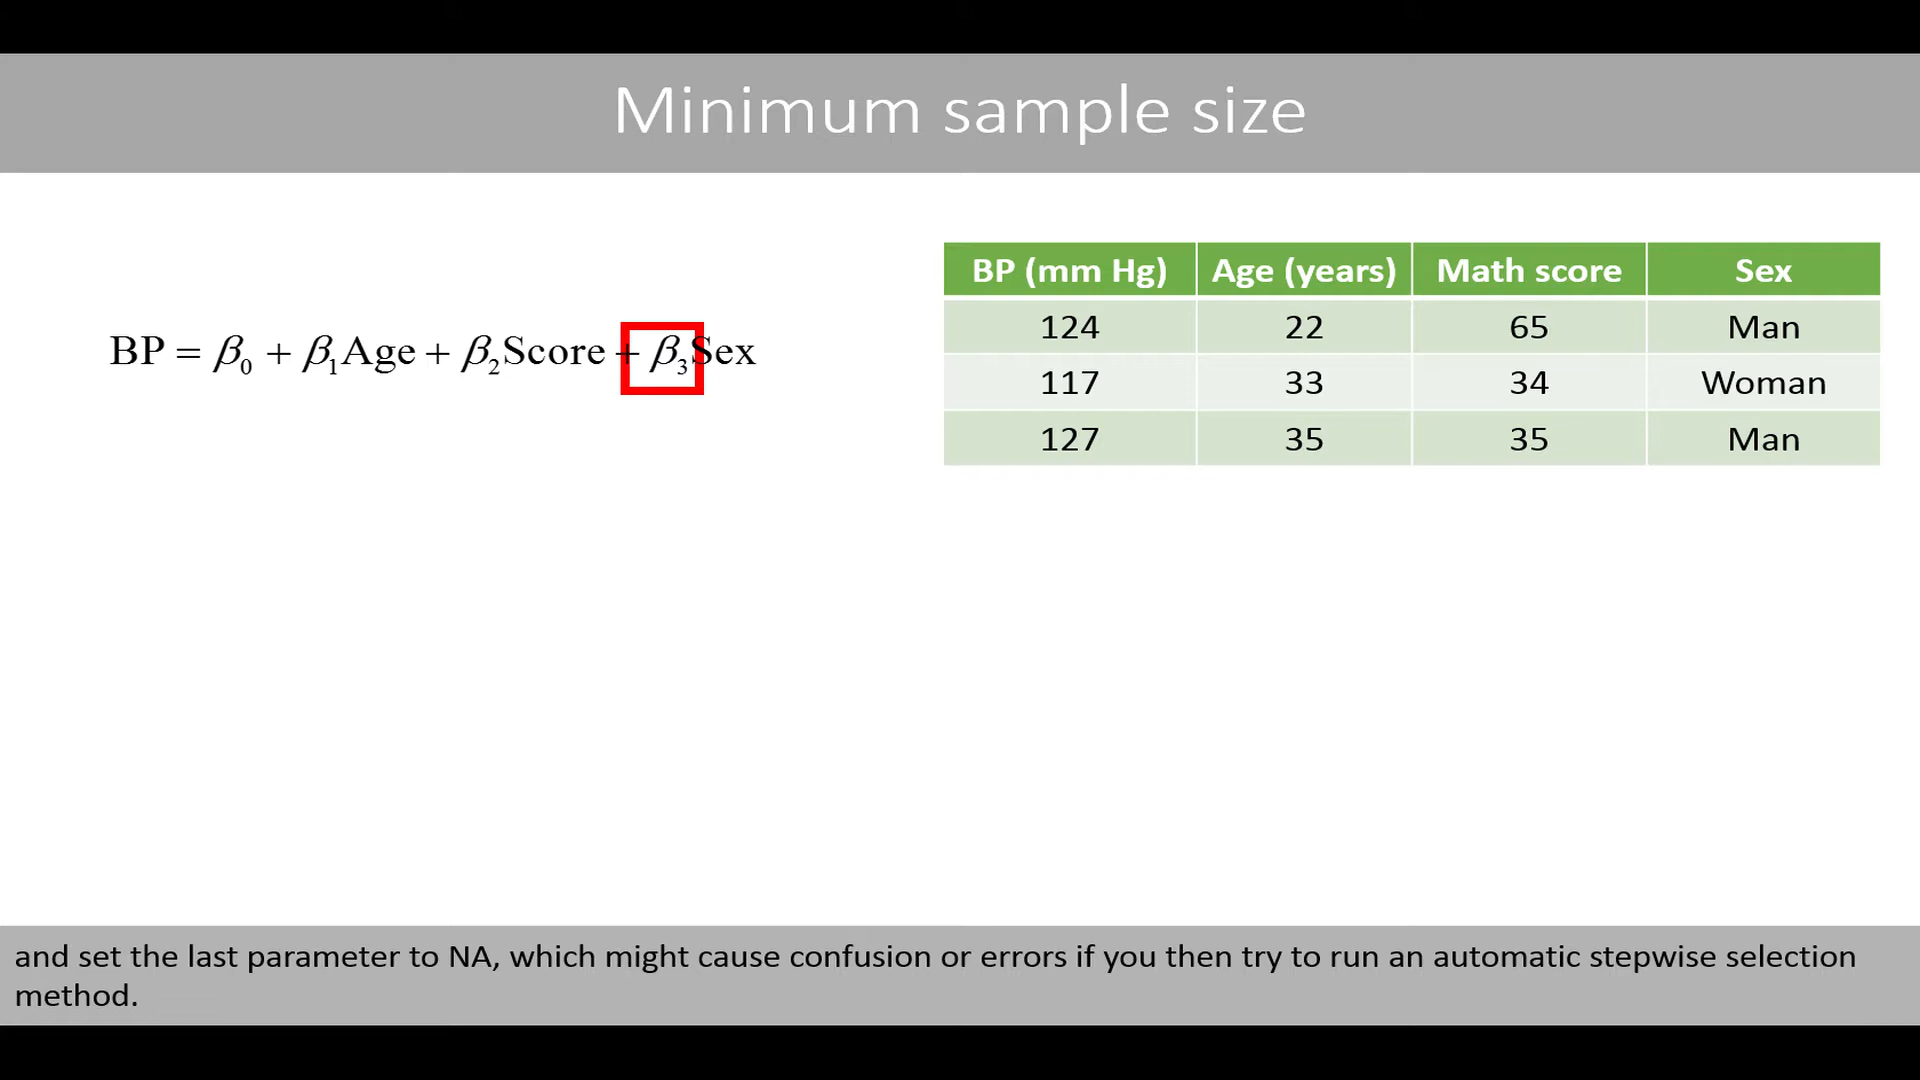 Minimum sample size
BP = β₀ + β₁Age + β₂Score + β₃Sex
BP (mm Hg) Age (years) Math score Sex
124 22 65 Man
117 33 34 Woman
127 35 35 Man
and set the last parameter to NA, which might cause confusion or errors if you then try to run an automatic stepwise selection
method.